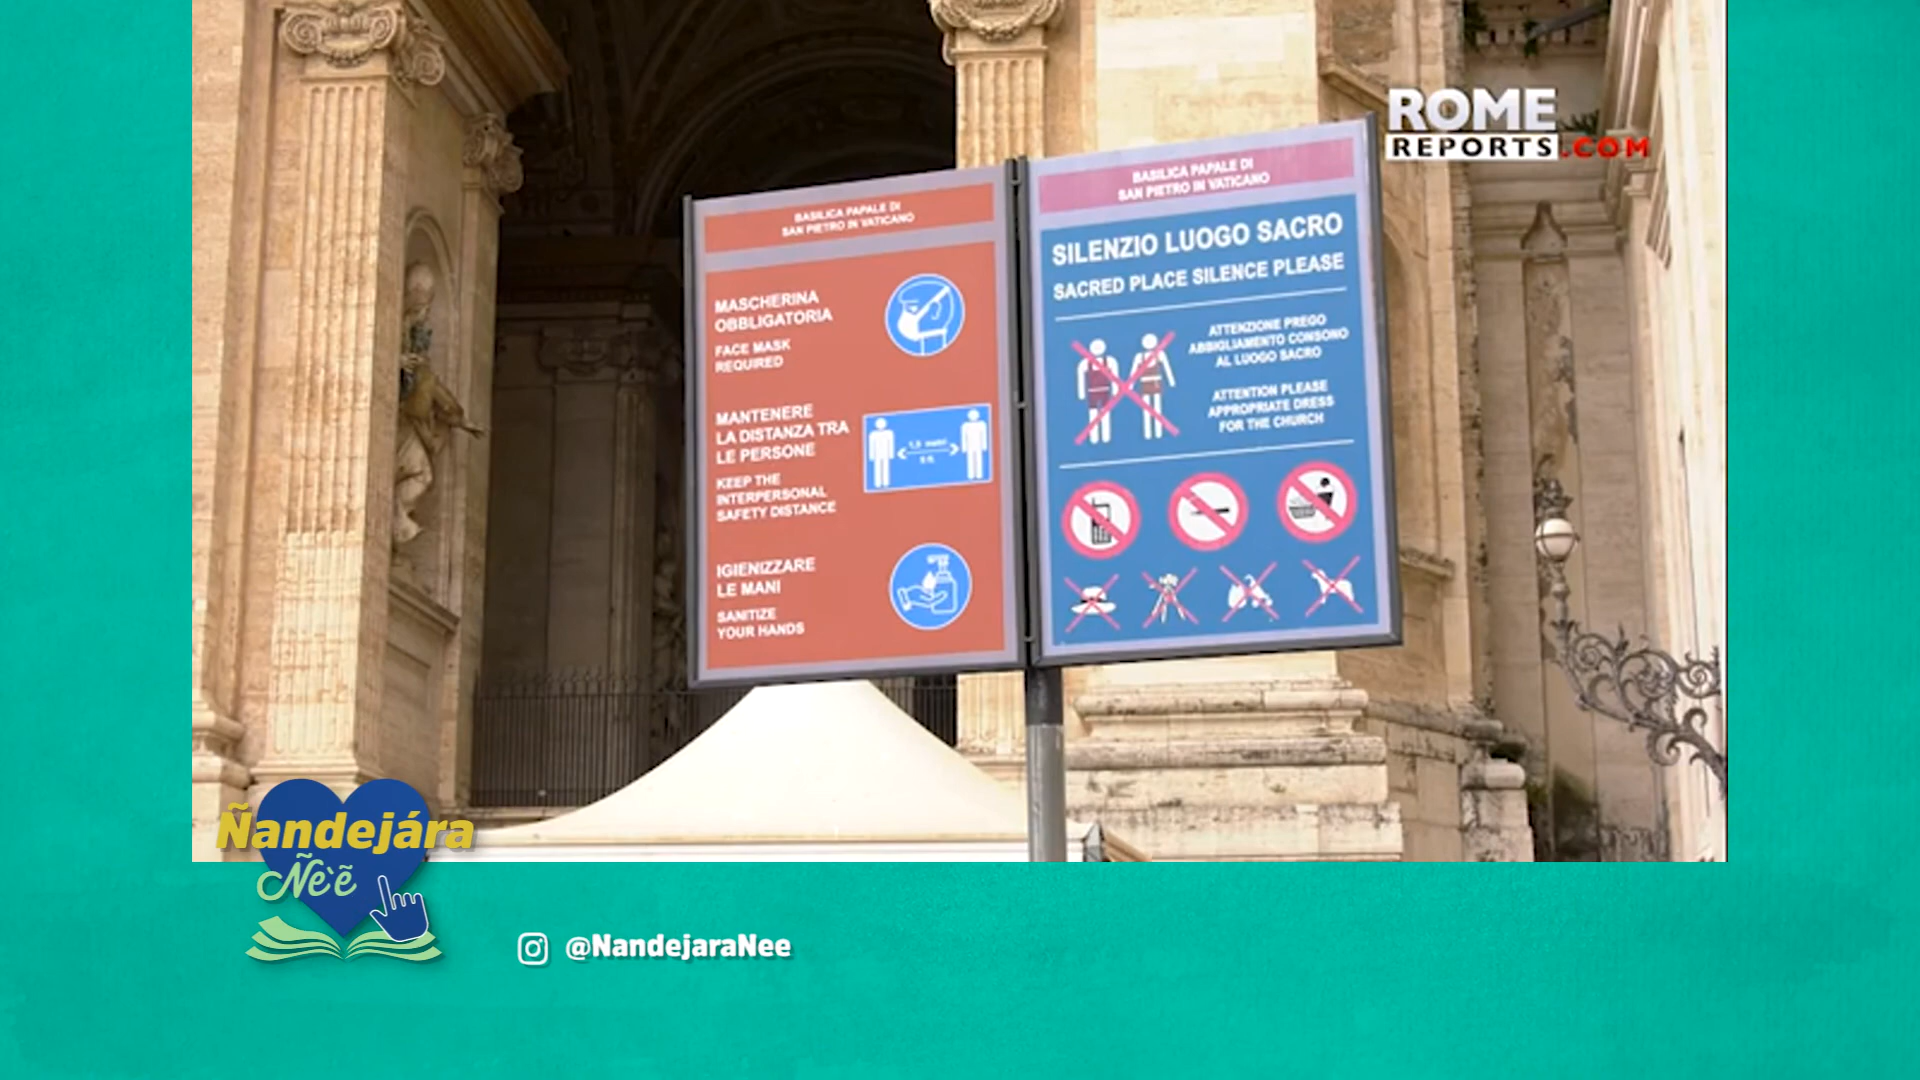 ROME
REPORTS.COM
BASILICA PAPALE DI
SAN PIETRO IN VATICANO
MASCHERINA
OBBLIGATORIA
FACE MASK
REQUIRED
MANTENERE
LA DISTANZA TRA
LE PERSONE
KEEP THE
INTERPERSONAL
SAFETY DISTANCE
IGIENIZZARE
LE MANI
SANITIZE
YOUR HANDS
BASILICA PAPALE DI
SAN PIETRO IN VATICANO
SILENZIO LUOGO SACRO
SACRED PLACE SILENCE PLEASE
ATTENZIONE PREGO
ABBIGLIAMENTO CONSONO
AL LUOGO SACRO
ATTENTION PLEASE
APPROPRIATE DRESS
FOR THE CHURCH
Ñandejára
Ñe'ẽ
@NandejaraNee